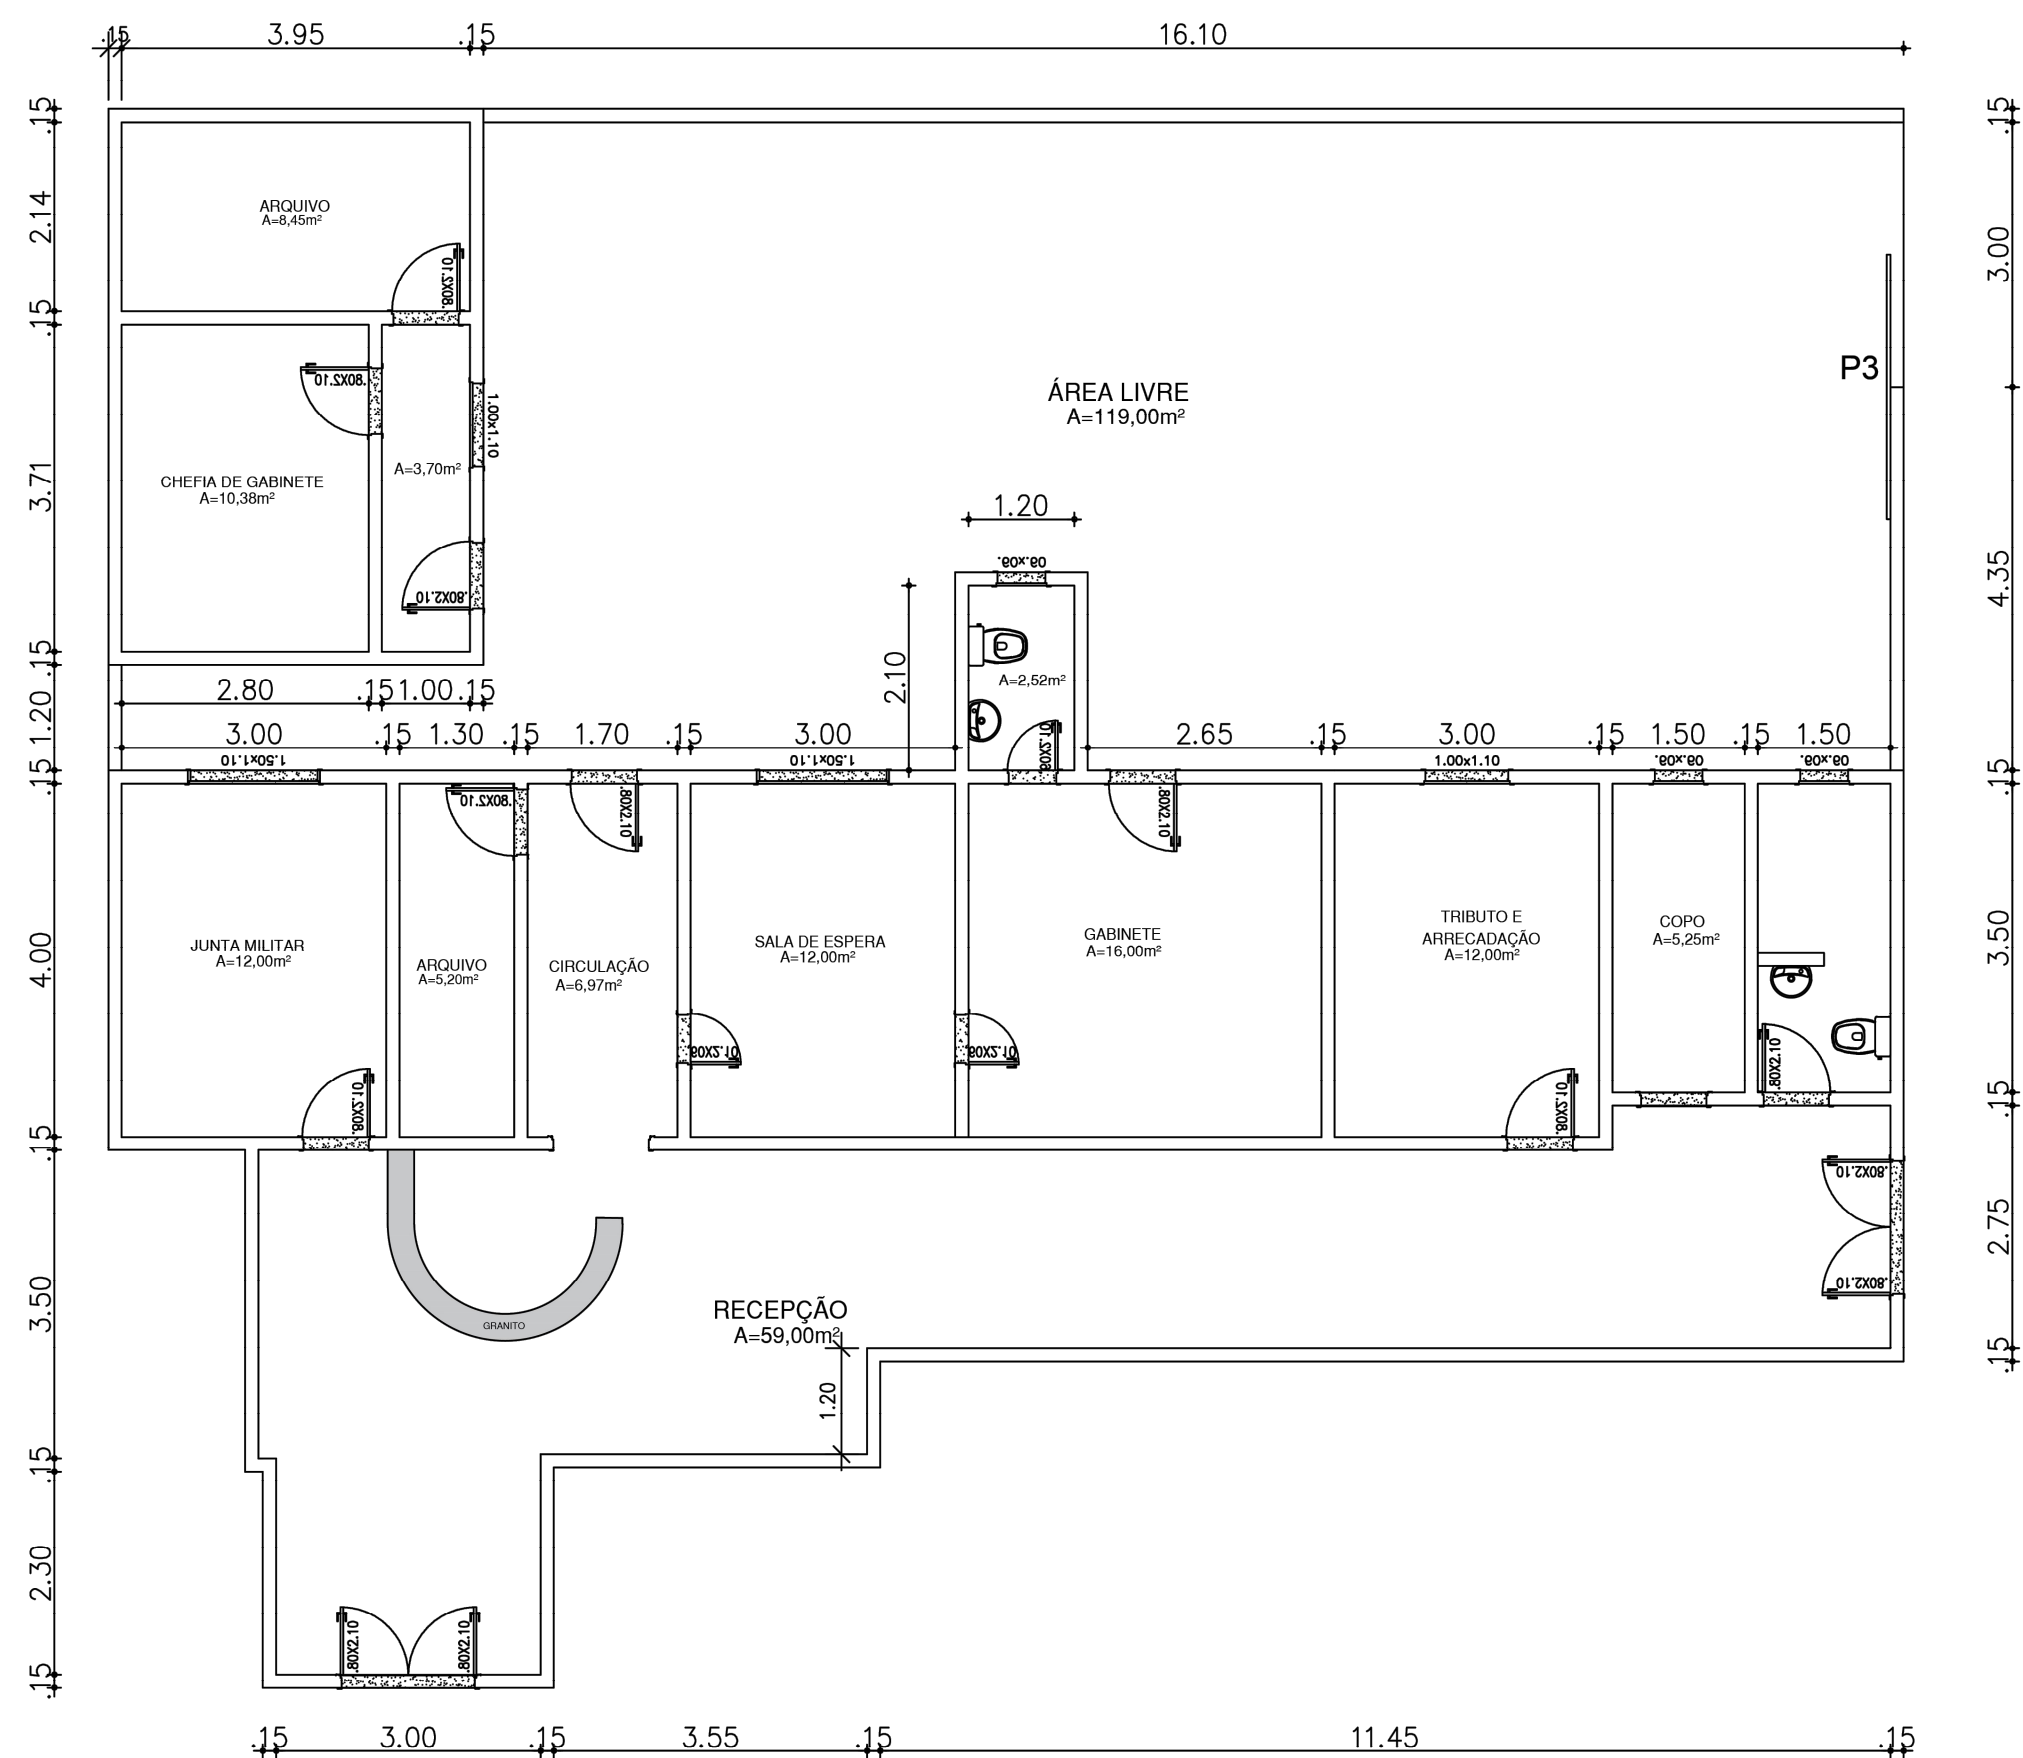 .15 3.95 .15 16.10
.15
2.14
.15
3.71
.15
1.20
.15
4.00
.15
3.50
.15
2.30
.15
.15
3.00
4.35
.15
3.50
.15
2.75
.15
ARQUIVO
A=8,45m²
.80X2.10
.80X2.10
1.00x1.10
CHEFIA DE GABINETE
A=10,38m²
A=3,70m²
.80X2.10
ÁREA LIVRE
A=119,00m²
P3
1.20
.60x.60
2.10
A=2,52m²
.60X2.10
2.80 .15 1.00 .15
3.00 .15 1.30 .15 1.70 .15 3.00 2.65 .15 3.00 .15 1.50 .15 1.50
1.50x1.10
1.50x1.10
1.00x1.10
.60x.60
.60x.60
.80X2.10
.80X2.10
.80X2.10
JUNTA MILITAR
A=12,00m²
ARQUIVO
A=5,20m²
CIRCULAÇÃO
A=6,97m²
SALA DE ESPERA
A=12,00m²
GABINETE
A=16,00m²
TRIBUTO E
ARRECADAÇÃO
A=12,00m²
COPO
A=5,25m²
.60X2.10
.60X2.10
.80X2.10
.80X2.10
.80X2.10
.80X2.10
.80X2.10
GRANITO
RECEPÇÃO
A=59,00m²
1.20
.80X2.10
.80X2.10
.15 3.00 .15 3.55 .15 11.45 .15